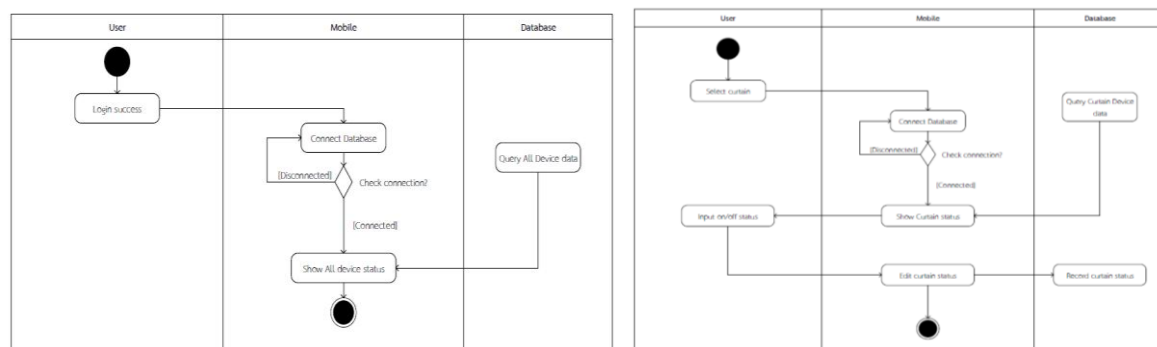 User Mobile Database
Login success
Connect Database
Query All Device data
[Disconnected]
Check connection?
[Connected]
Show All device status
User Mobile Database
Select curtain
Query Curtain Device
data
Connect Database
[Disconnected]
Check connection?
[Connected]
Input on/off status
Show Curtain status
Edit curtain status
Record curtain status